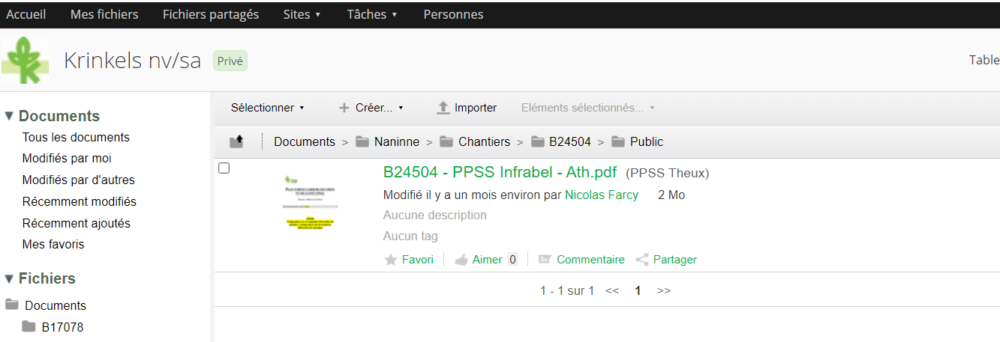 Accueil Mes fichiers Fichiers partagés Sites Tâches Personnes
Krinkels nv/sa Privé
Table
Documents
Tous les documents
Modifiés par moi
Modifiés par d'autres
Récemment modifiés
Récemment ajoutés
Mes favoris
Fichiers
Documents
B17078
Sélectionner Créer... Importer Eléments sélectionnés...
Documents > Naninne > Chantiers > B24504 > Public
B24504 - PPSS Infrabel - Ath.pdf (PPSS Theux)
Modifié il y a un mois environ par Nicolas Farcy 2 Mo
Aucune description
Aucun tag
Favori Aimer 0 Commentaire Partager
1 - 1 sur 1 << 1 >>